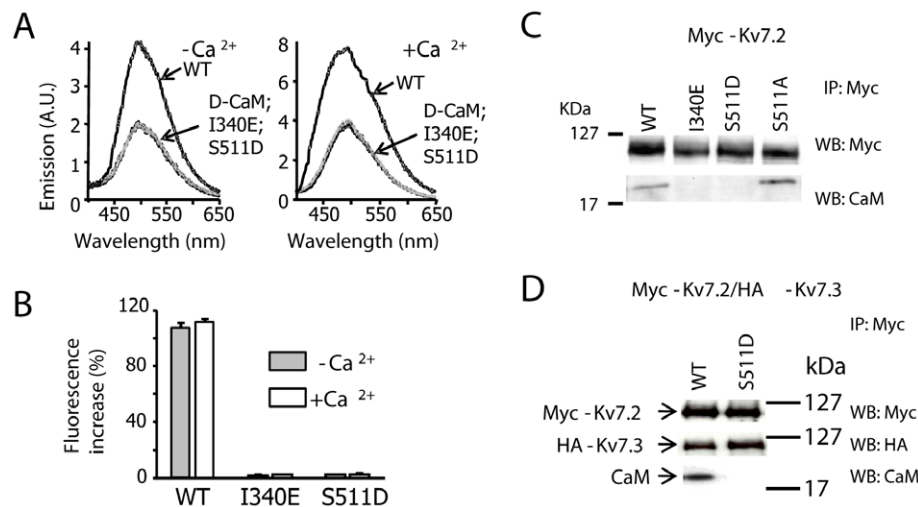 A
Emission (A.U.)
4
3
2
1
0
-Ca 2+
WT
D-CaM;
I340E;
S511D
450 550 650
Wavelength (nm)
8
6
4
2
0
+Ca 2+
WT
D-CaM;
I340E;
S511D
450 550 650
Wavelength (nm)
B
Fluorescence
increase (%)
120
80
40
0
-Ca 2+
+Ca 2+
WT I340E S511D
C
Myc -Kv7.2
KDa
WT I340E S511D S511A
IP: Myc
127
WB: Myc
17
WB: CaM
D
Myc -Kv7.2/HA -Kv7.3
IP: Myc
WT S511D
kDa
Myc -Kv7.2 127 WB: Myc
HA -Kv7.3 127 WB: HA
CaM 17 WB: CaM